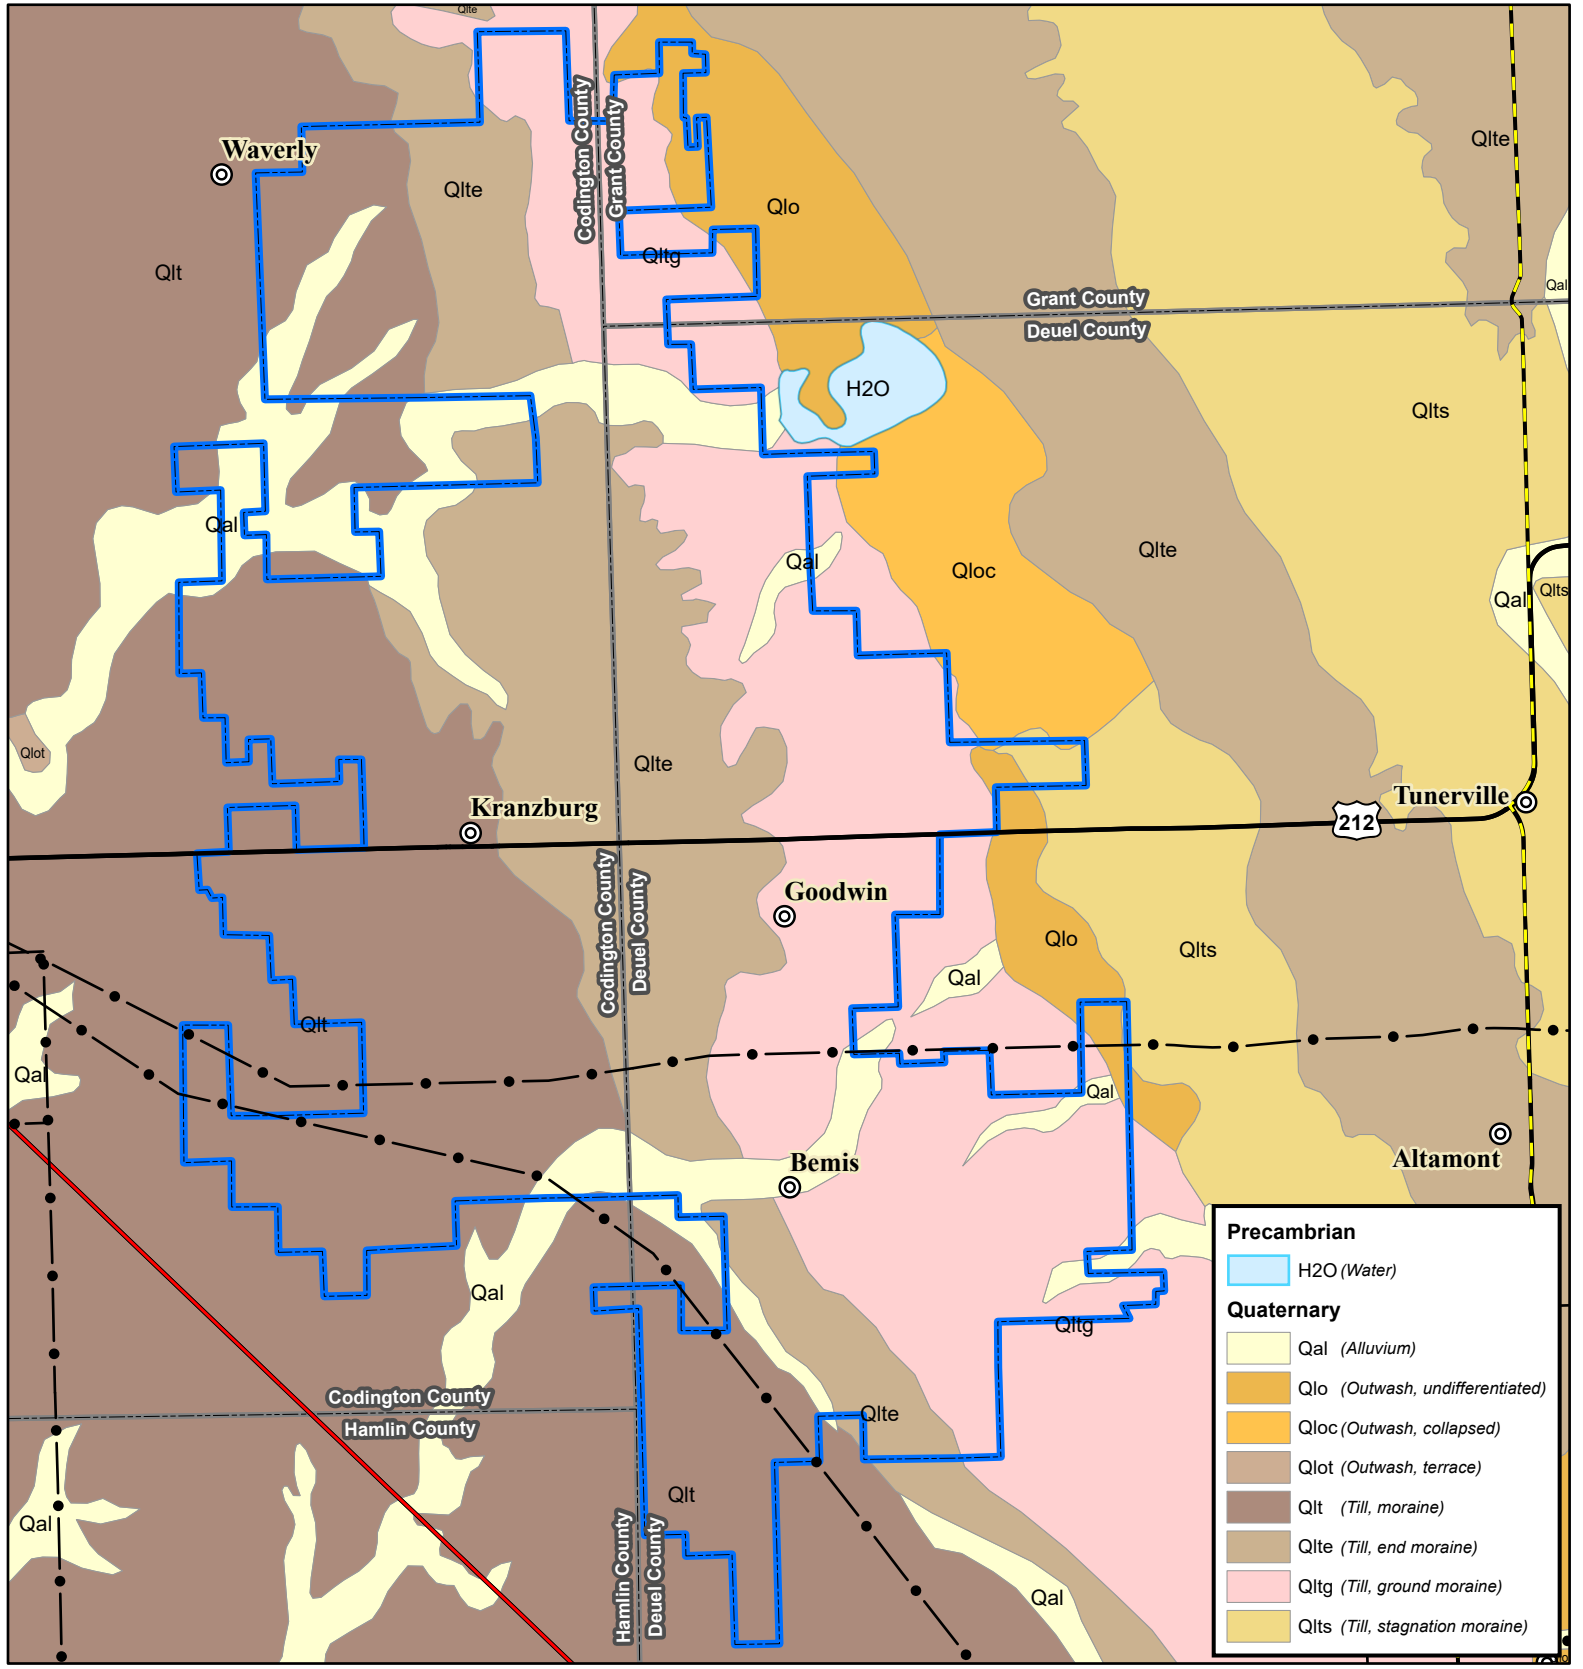 Qlte
Codington County
Grant County
Qlte
Waverly
Qlte
Qlo
Qltg
Qlt
Qal
Grant County
Deuel County
H2O
Qlts
Qal
Qal
Qlte
Qloc
Qal
Qlts
Qlot
Qlte
Kranzburg
Tunerville
212
Codington County
Deuel County
Goodwin
Qlo
Qlts
Qal
Qlt
Qal
Qal
Bemis
Altamont
Qal
Qltg
Codington County
Hamlin County
Qlte
Qlt
Qal
Hamlin County
Deuel County
Qal
Precambrian
H2O (Water)
Quaternary
Qal (Alluvium)
Qlo (Outwash, undifferentiated)
Qloc (Outwash, collapsed)
Qlot (Outwash, terrace)
Qlt (Till, moraine)
Qlte (Till, end moraine)
Qltg (Till, ground moraine)
Qlts (Till, stagnation moraine)